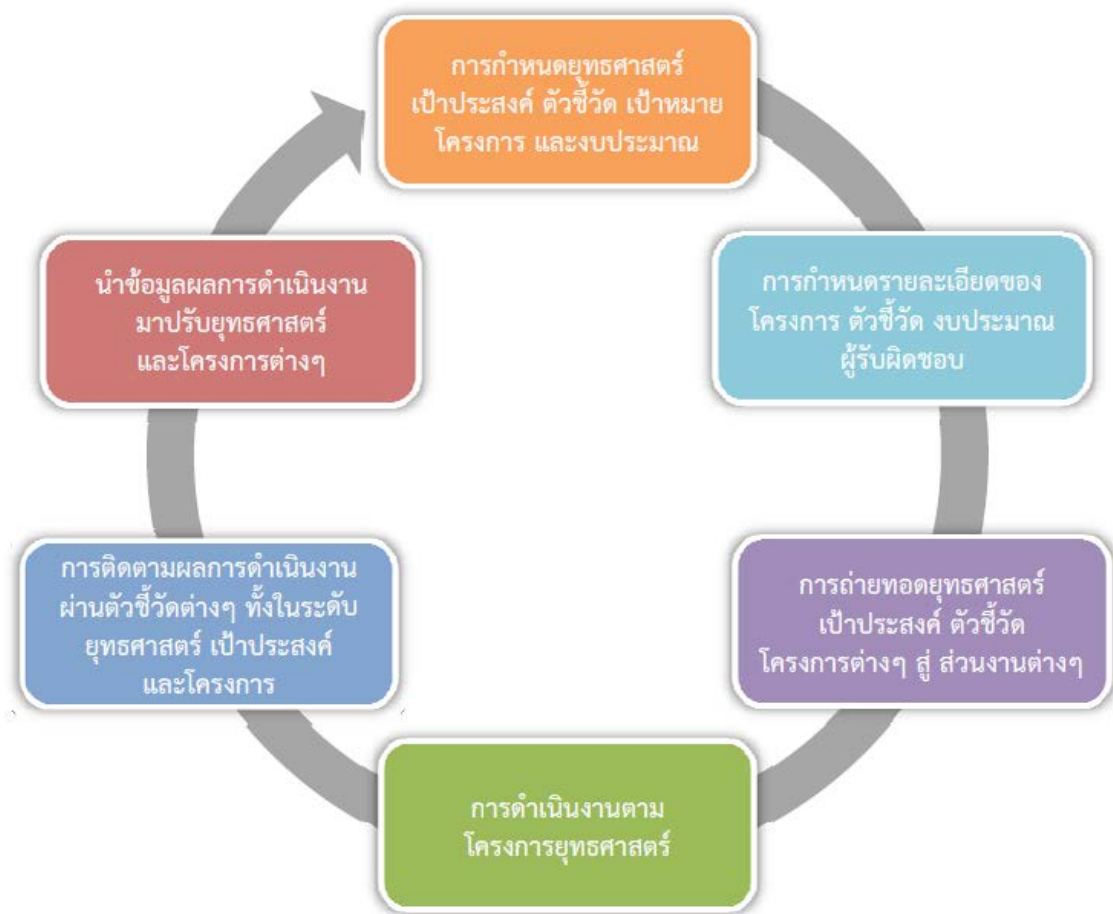 การกำหนดยุทธศาสตร์
เป้าประสงค์ ตัวชี้วัด เป้าหมาย
โครงการ และงบประมาณ
การกำหนดรายละเอียดของ
โครงการ ตัวชี้วัด งบประมาณ
ผู้รับผิดชอบ
การถ่ายทอดยุทธศาสตร์
เป้าประสงค์ ตัวชี้วัด
โครงการต่างๆ สู่ ส่วนงานต่างๆ
การดำเนินงานตาม
โครงการยุทธศาสตร์
การติดตามผลการดำเนินงาน
ผ่านตัวชี้วัดต่างๆ ทั้งในระดับ
ยุทธศาสตร์ เป้าประสงค์
และโครงการ
นำข้อมูลผลการดำเนินงาน
มาปรับยุทธศาสตร์
และโครงการต่างๆ